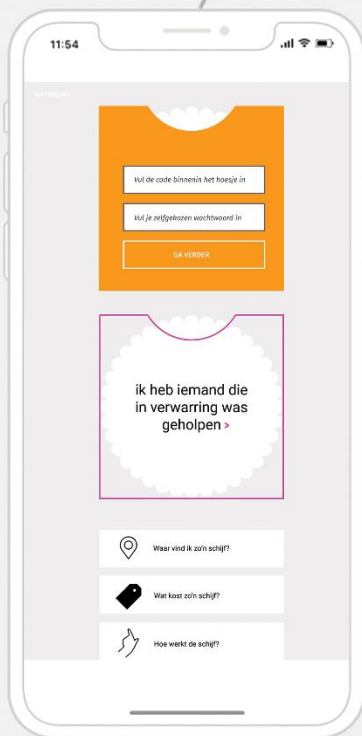 11:54
Vul de code binnenin het hoesje in
Vul je zelfgekozen wachtwoord in
GA VERDER
ik heb iemand die
in verwarring was
geholpen >
Waar vind ik zo'n schijf?
Wat kost zo'n schijf?
Hoe werkt de schijf?